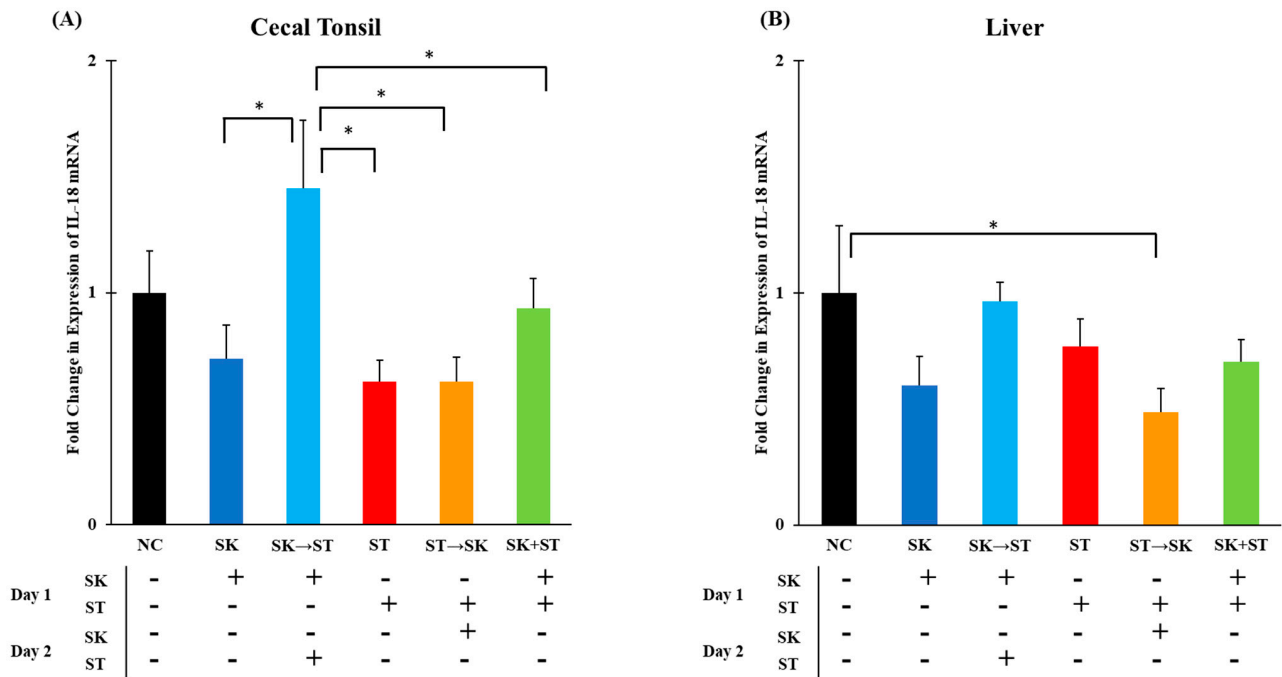 (A)
Cecal Tonsil
Fold Change in Expression of IL-18 mRNA
2
1
0
*
*
*
*
NC SK SK→ST ST ST→SK SK+ST
Day 1
SK - + + - - +
ST - - - + + +
Day 2
SK - - - - + -
ST - - + - - -
(B)
Liver
Fold Change in Expression of IL-18 mRNA
2
1
0
*
NC SK SK→ST ST ST→SK SK+ST
Day 1
SK - + + - - +
ST - - - + + +
Day 2
SK - - - - + -
ST - - + - - -